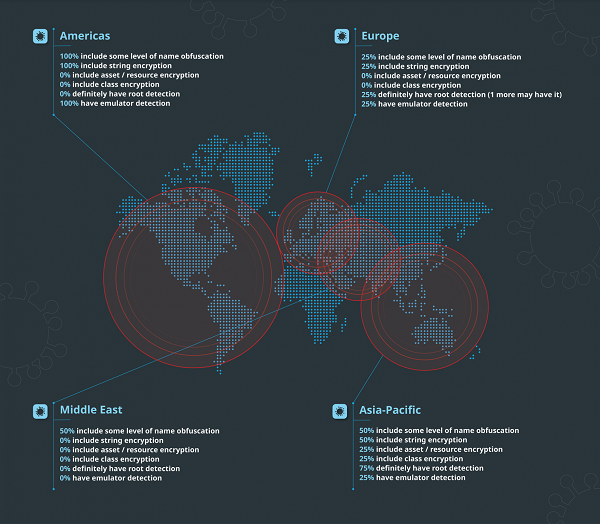 Americas
100% include some level of name obfuscation
100% include string encryption
0% include asset / resource encryption
0% include class encryption
0% definitely have root detection
100% have emulator detection
Europe
25% include some level of name obfuscation
25% include string encryption
0% include asset / resource encryption
0% include class encryption
25% definitely have root detection (1 more may have it)
25% have emulator detection
Middle East
50% include some level of name obfuscation
0% include string encryption
0% include asset / resource encryption
0% include class encryption
0% definitely have root detection
0% have emulator detection
Asia-Pacific
50% include some level of name obfuscation
50% include string encryption
25% include asset / resource encryption
25% include class encryption
75% definitely have root detection
25% have emulator detection